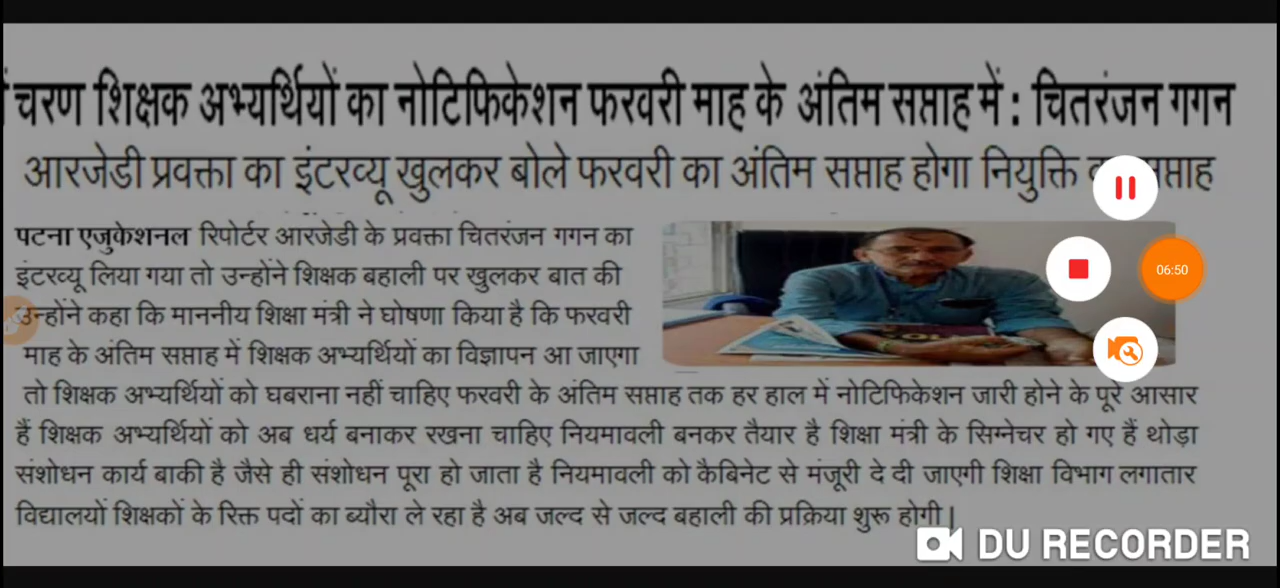 चरण शिक्षक अभ्यर्थियों का नोटिफिकेशन फरवरी माह के अंतिम सप्ताह में : चितरंजन गगन
आरजेडी प्रवक्ता का इंटरव्यू खुलकर बोले फरवरी का अंतिम सप्ताह होगा नियुक्ति सप्ताह
पटना एजुकेशनल रिपोर्टर आरजेडी के प्रवक्ता चितरंजन गगन का
इंटरव्यू लिया गया तो उन्होंने शिक्षक बहाली पर खुलकर बात की
उन्होंने कहा कि माननीय शिक्षा मंत्री ने घोषणा किया है कि फरवरी
माह के अंतिम सप्ताह में शिक्षक अभ्यर्थियों का विज्ञापन आ जाएगा
तो शिक्षक अभ्यर्थियों को घबराना नहीं चाहिए फरवरी के अंतिम सप्ताह तक हर हाल में नोटिफिकेशन जारी होने के पूरे आसार
हैं शिक्षक अभ्यर्थियों को अब धर्य बनाकर रखना चाहिए नियमावली बनकर तैयार है शिक्षा मंत्री के सिग्नेचर हो गए हैं थोड़ा
संशोधन कार्य बाकी है जैसे ही संशोधन पूरा हो जाता है नियमावली को कैबिनेट से मंजूरी दे दी जाएगी शिक्षा विभाग लगातार
विद्यालयों शिक्षकों के रिक्त पदों का ब्यौरा ले रहा है अब जल्द से जल्द बहाली की प्रक्रिया शुरू होगी |
06:50
DU RECORDER